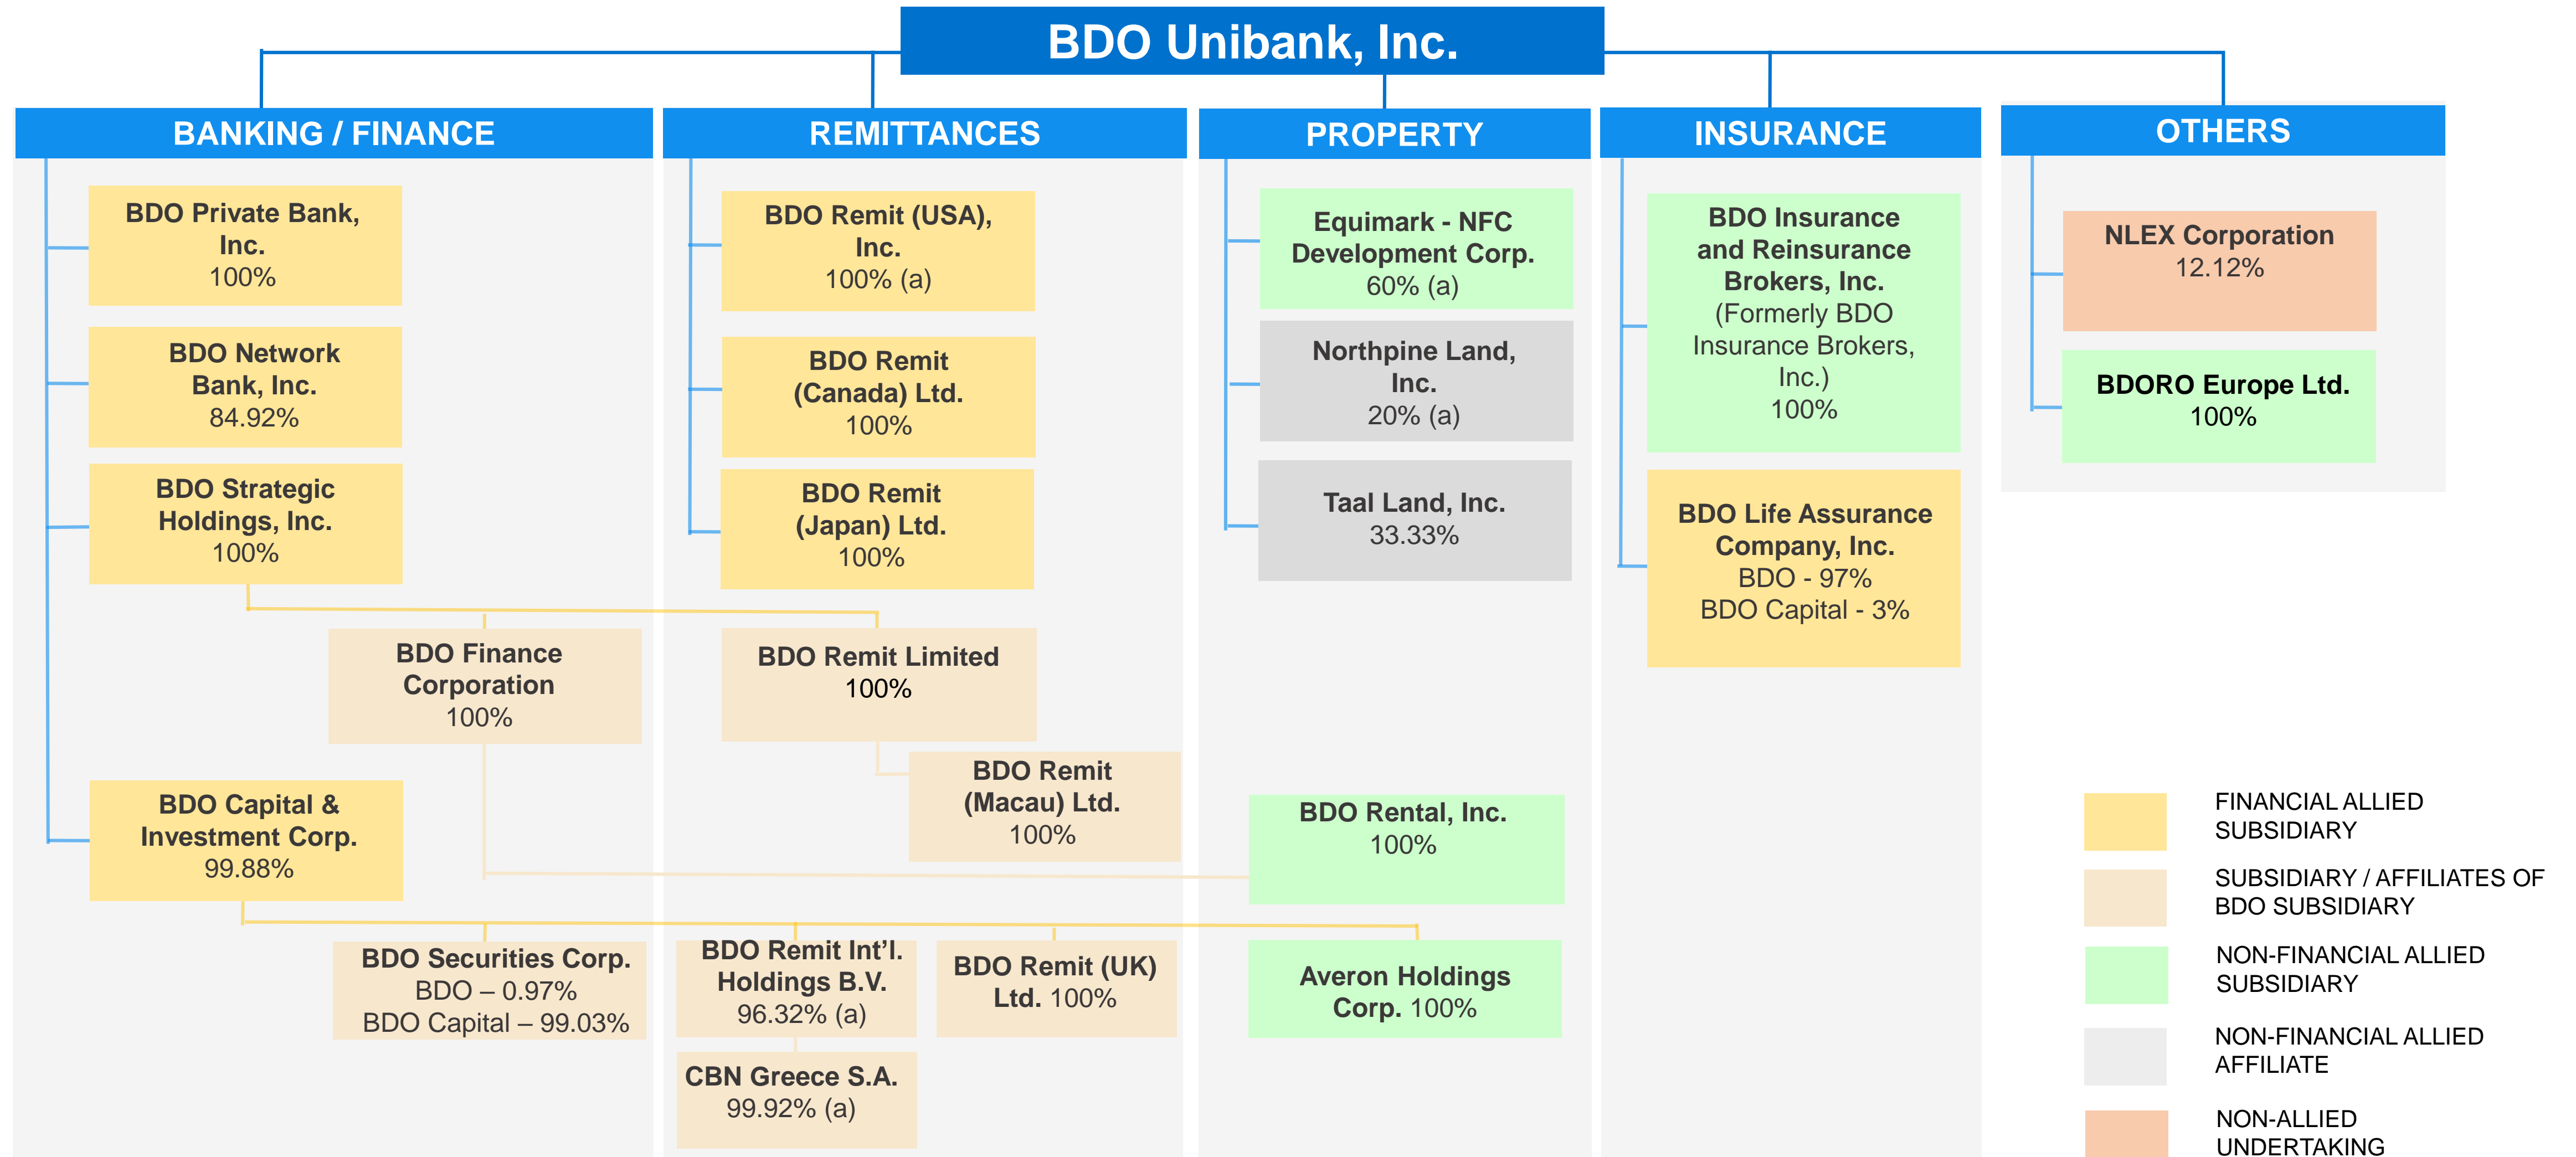 BDO Unibank, Inc.
BANKING / FINANCE
BDO Private Bank,
Inc.
100%
BDO Network
Bank, Inc.
84.92%
BDO Strategic
Holdings, Inc.
100%
BDO Finance
Corporation
100%
BDO Capital &
Investment Corp.
99.88%
BDO Securities Corp.
BDO – 0.97%
BDO Capital – 99.03%
REMITTANCES
BDO Remit (USA),
Inc.
100% (a)
BDO Remit
(Canada) Ltd.
100%
BDO Remit
(Japan) Ltd.
100%
BDO Remit Limited
100%
BDO Remit
(Macau) Ltd.
100%
BDO Remit Int’l.
Holdings B.V.
96.32% (a)
BDO Remit (UK)
Ltd. 100%
CBN Greece S.A.
99.92% (a)
PROPERTY
Equimark - NFC
Development Corp.
60% (a)
Northpine Land,
Inc.
20% (a)
Taal Land, Inc.
33.33%
BDO Rental, Inc.
100%
Averon Holdings
Corp. 100%
INSURANCE
BDO Insurance
and Reinsurance
Brokers, Inc.
(Formerly BDO
Insurance Brokers,
Inc.)
100%
BDO Life Assurance
Company, Inc.
BDO - 97%
BDO Capital - 3%
OTHERS
NLEX Corporation
12.12%
BDORO Europe Ltd.
100%
FINANCIAL ALLIED
SUBSIDIARY
SUBSIDIARY / AFFILIATES OF
BDO SUBSIDIARY
NON-FINANCIAL ALLIED
SUBSIDIARY
NON-FINANCIAL ALLIED
AFFILIATE
NON-ALLIED
UNDERTAKING